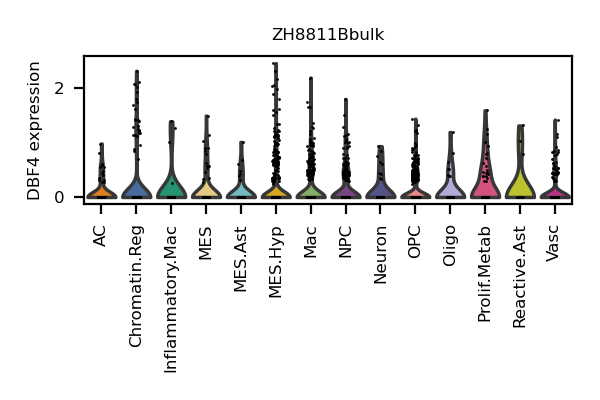 ZH8811Bbulk
DBF4 expression
2
0
AC
Chromatin.Reg
Inflammatory.Mac
MES
MES.Ast
MES.Hyp
Mac
NPC
Neuron
OPC
Oligo
Prolif.Metab
Reactive.Ast
Vasc